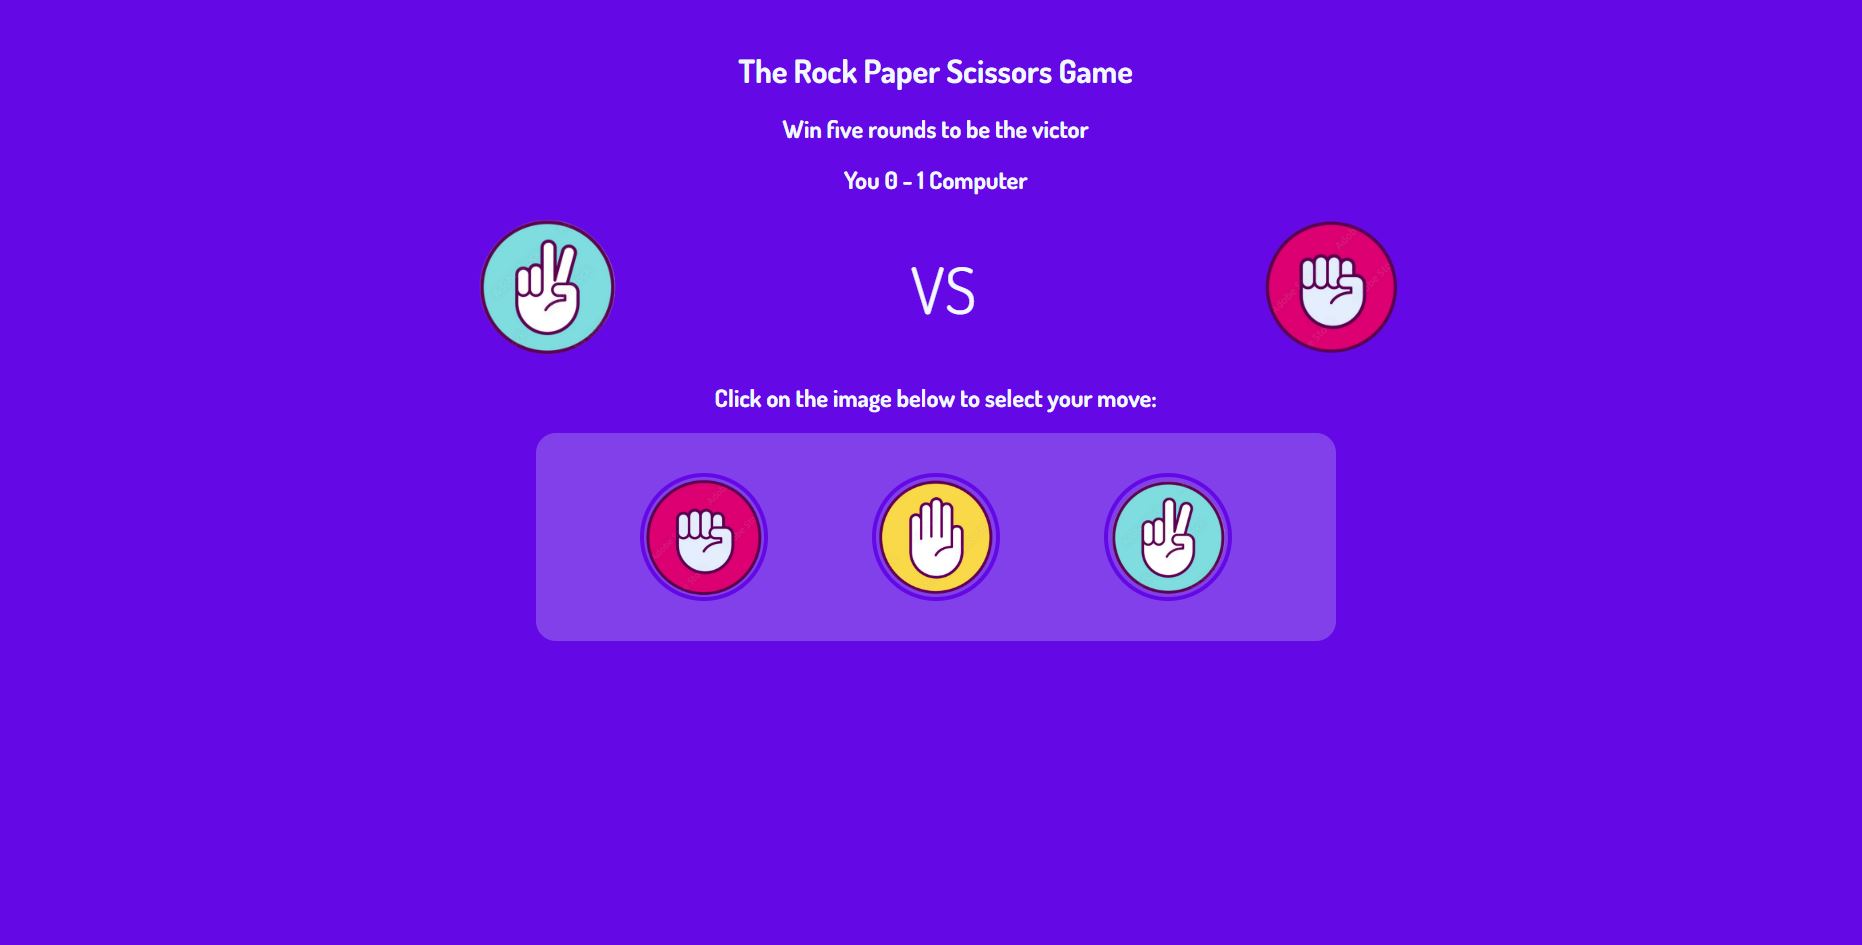 The Rock Paper Scissors Game
Win five rounds to be the victor
You 0 - 1 Computer
VS
Click on the image below to select your move: